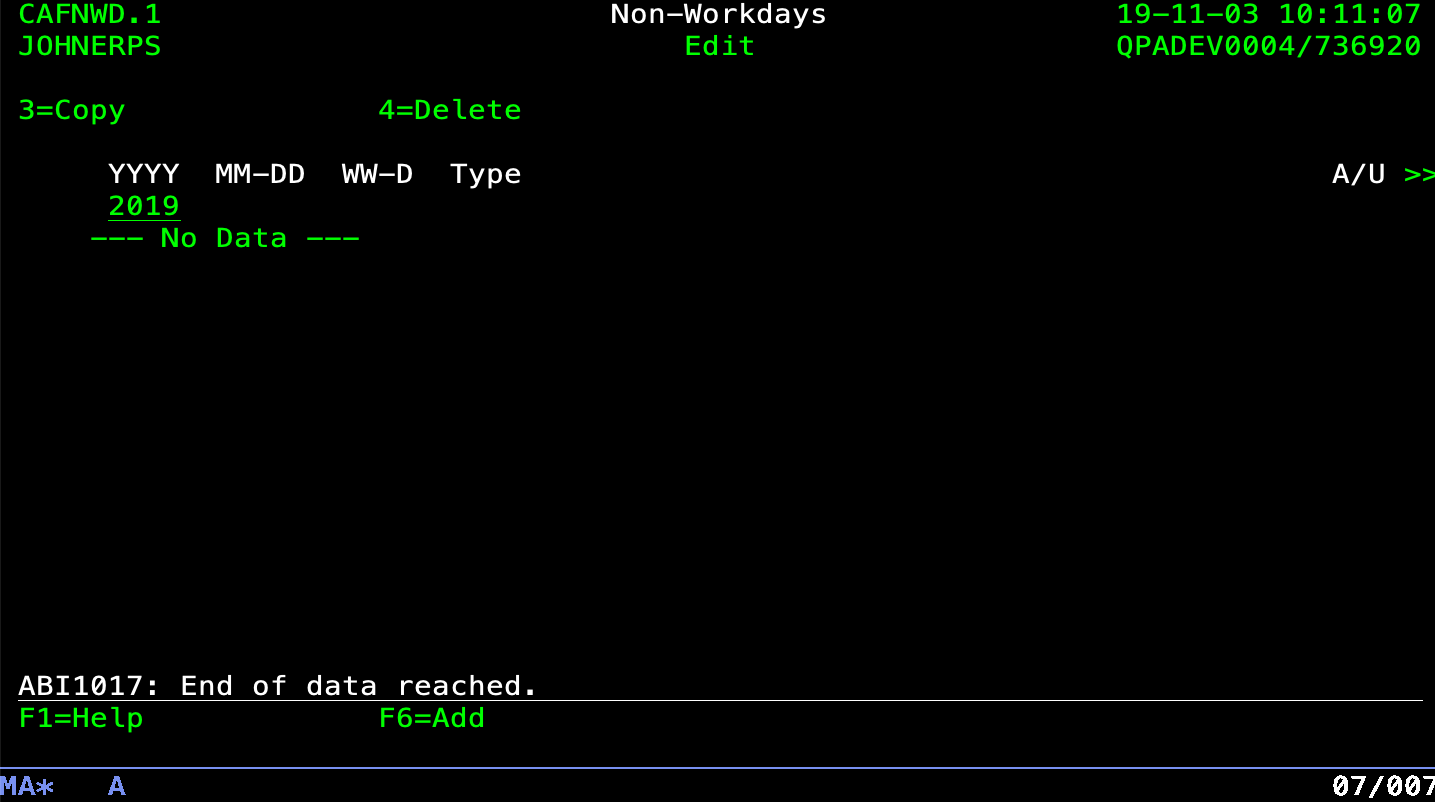 CAFNWD.1 Non-Workdays 19-11-03 10:11:07
JOHNERPS Edit QPADEV0004/736920
3=Copy 4=Delete
YYYY MM-DD WW-D Type A/U >>
2019
--- No Data ---
ABI1017: End of data reached.
F1=Help F6=Add
MA* A 07/007